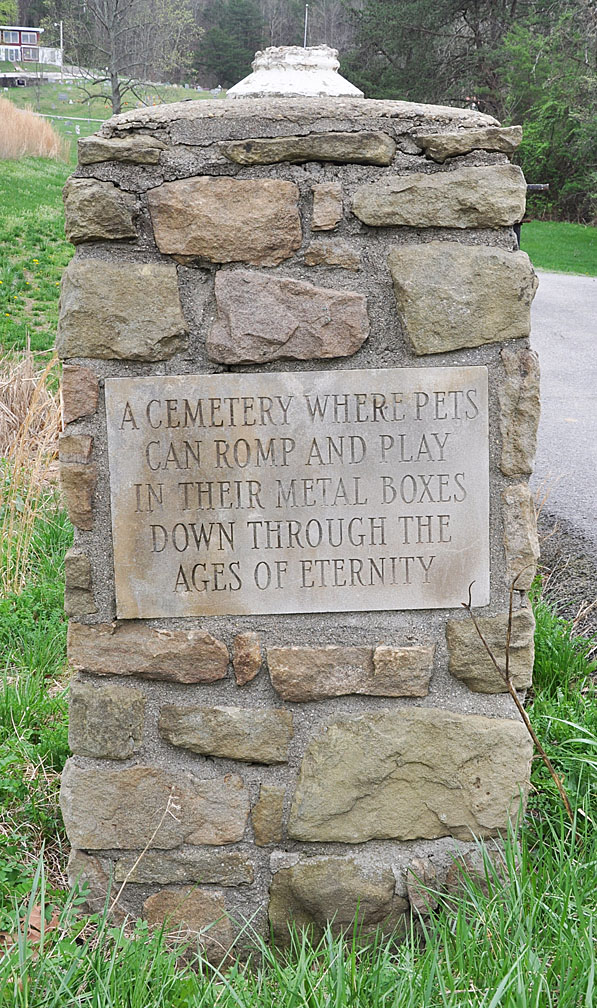 A CEMETERY WHERE PETS
CAN ROMP AND PLAY
IN THEIR METAL BOXES
DOWN THROUGH THE
AGES OF ETERNITY